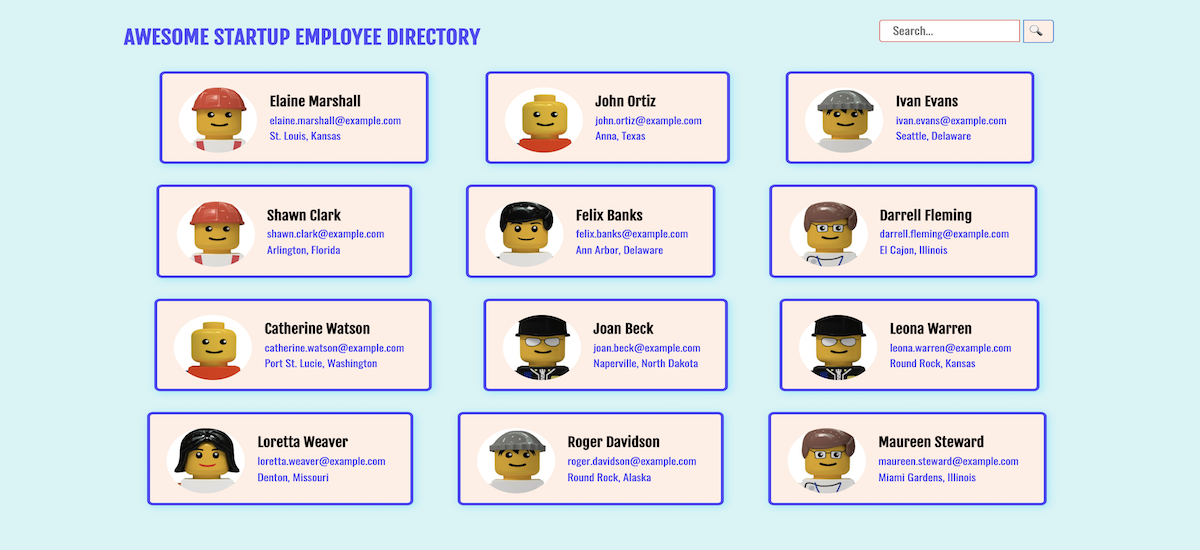 AWESOME STARTUP EMPLOYEE DIRECTORY
Search...
Elaine Marshall
elaine.marshall@example.com
St. Louis, Kansas
John Ortiz
john.ortiz@example.com
Anna, Texas
Ivan Evans
ivan.evans@example.com
Seattle, Delaware
Shawn Clark
shawn.clark@example.com
Arlington, Florida
Felix Banks
felix.banks@example.com
Ann Arbor, Delaware
Darrell Fleming
darrell.fleming@example.com
El Cajon, Illinois
Catherine Watson
catherine.watson@example.com
Port St. Lucie, Washington
Joan Beck
joan.beck@example.com
Naperville, North Dakota
Leona Warren
leona.warren@example.com
Round Rock, Kansas
Loretta Weaver
loretta.weaver@example.com
Denton, Missouri
Roger Davidson
roger.davidson@example.com
Round Rock, Alaska
Maureen Steward
maureen.steward@example.com
Miami Gardens, Illinois